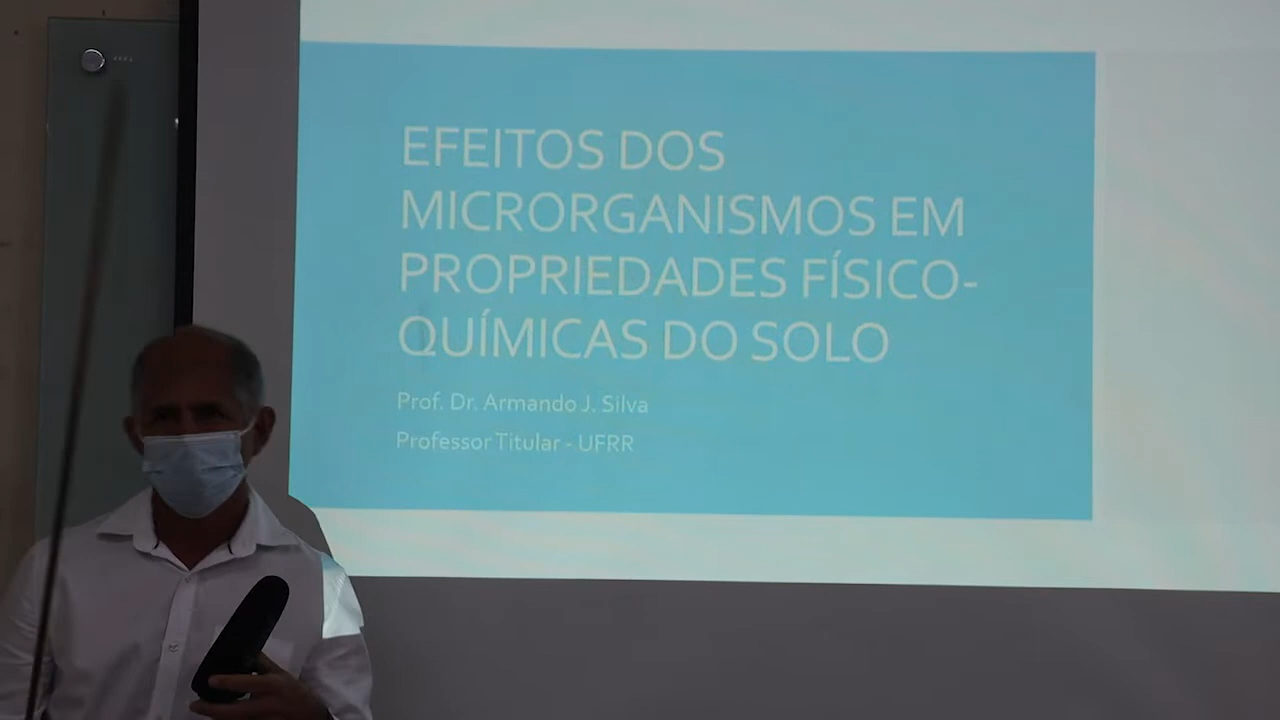 EFEITOS DOS
MICRORGANISMOS EM
PROPRIEDADES FÍSICO-
QUÍMICAS DO SOLO
Prof. Dr. Armando J. Silva
Professor Titular - UFRR